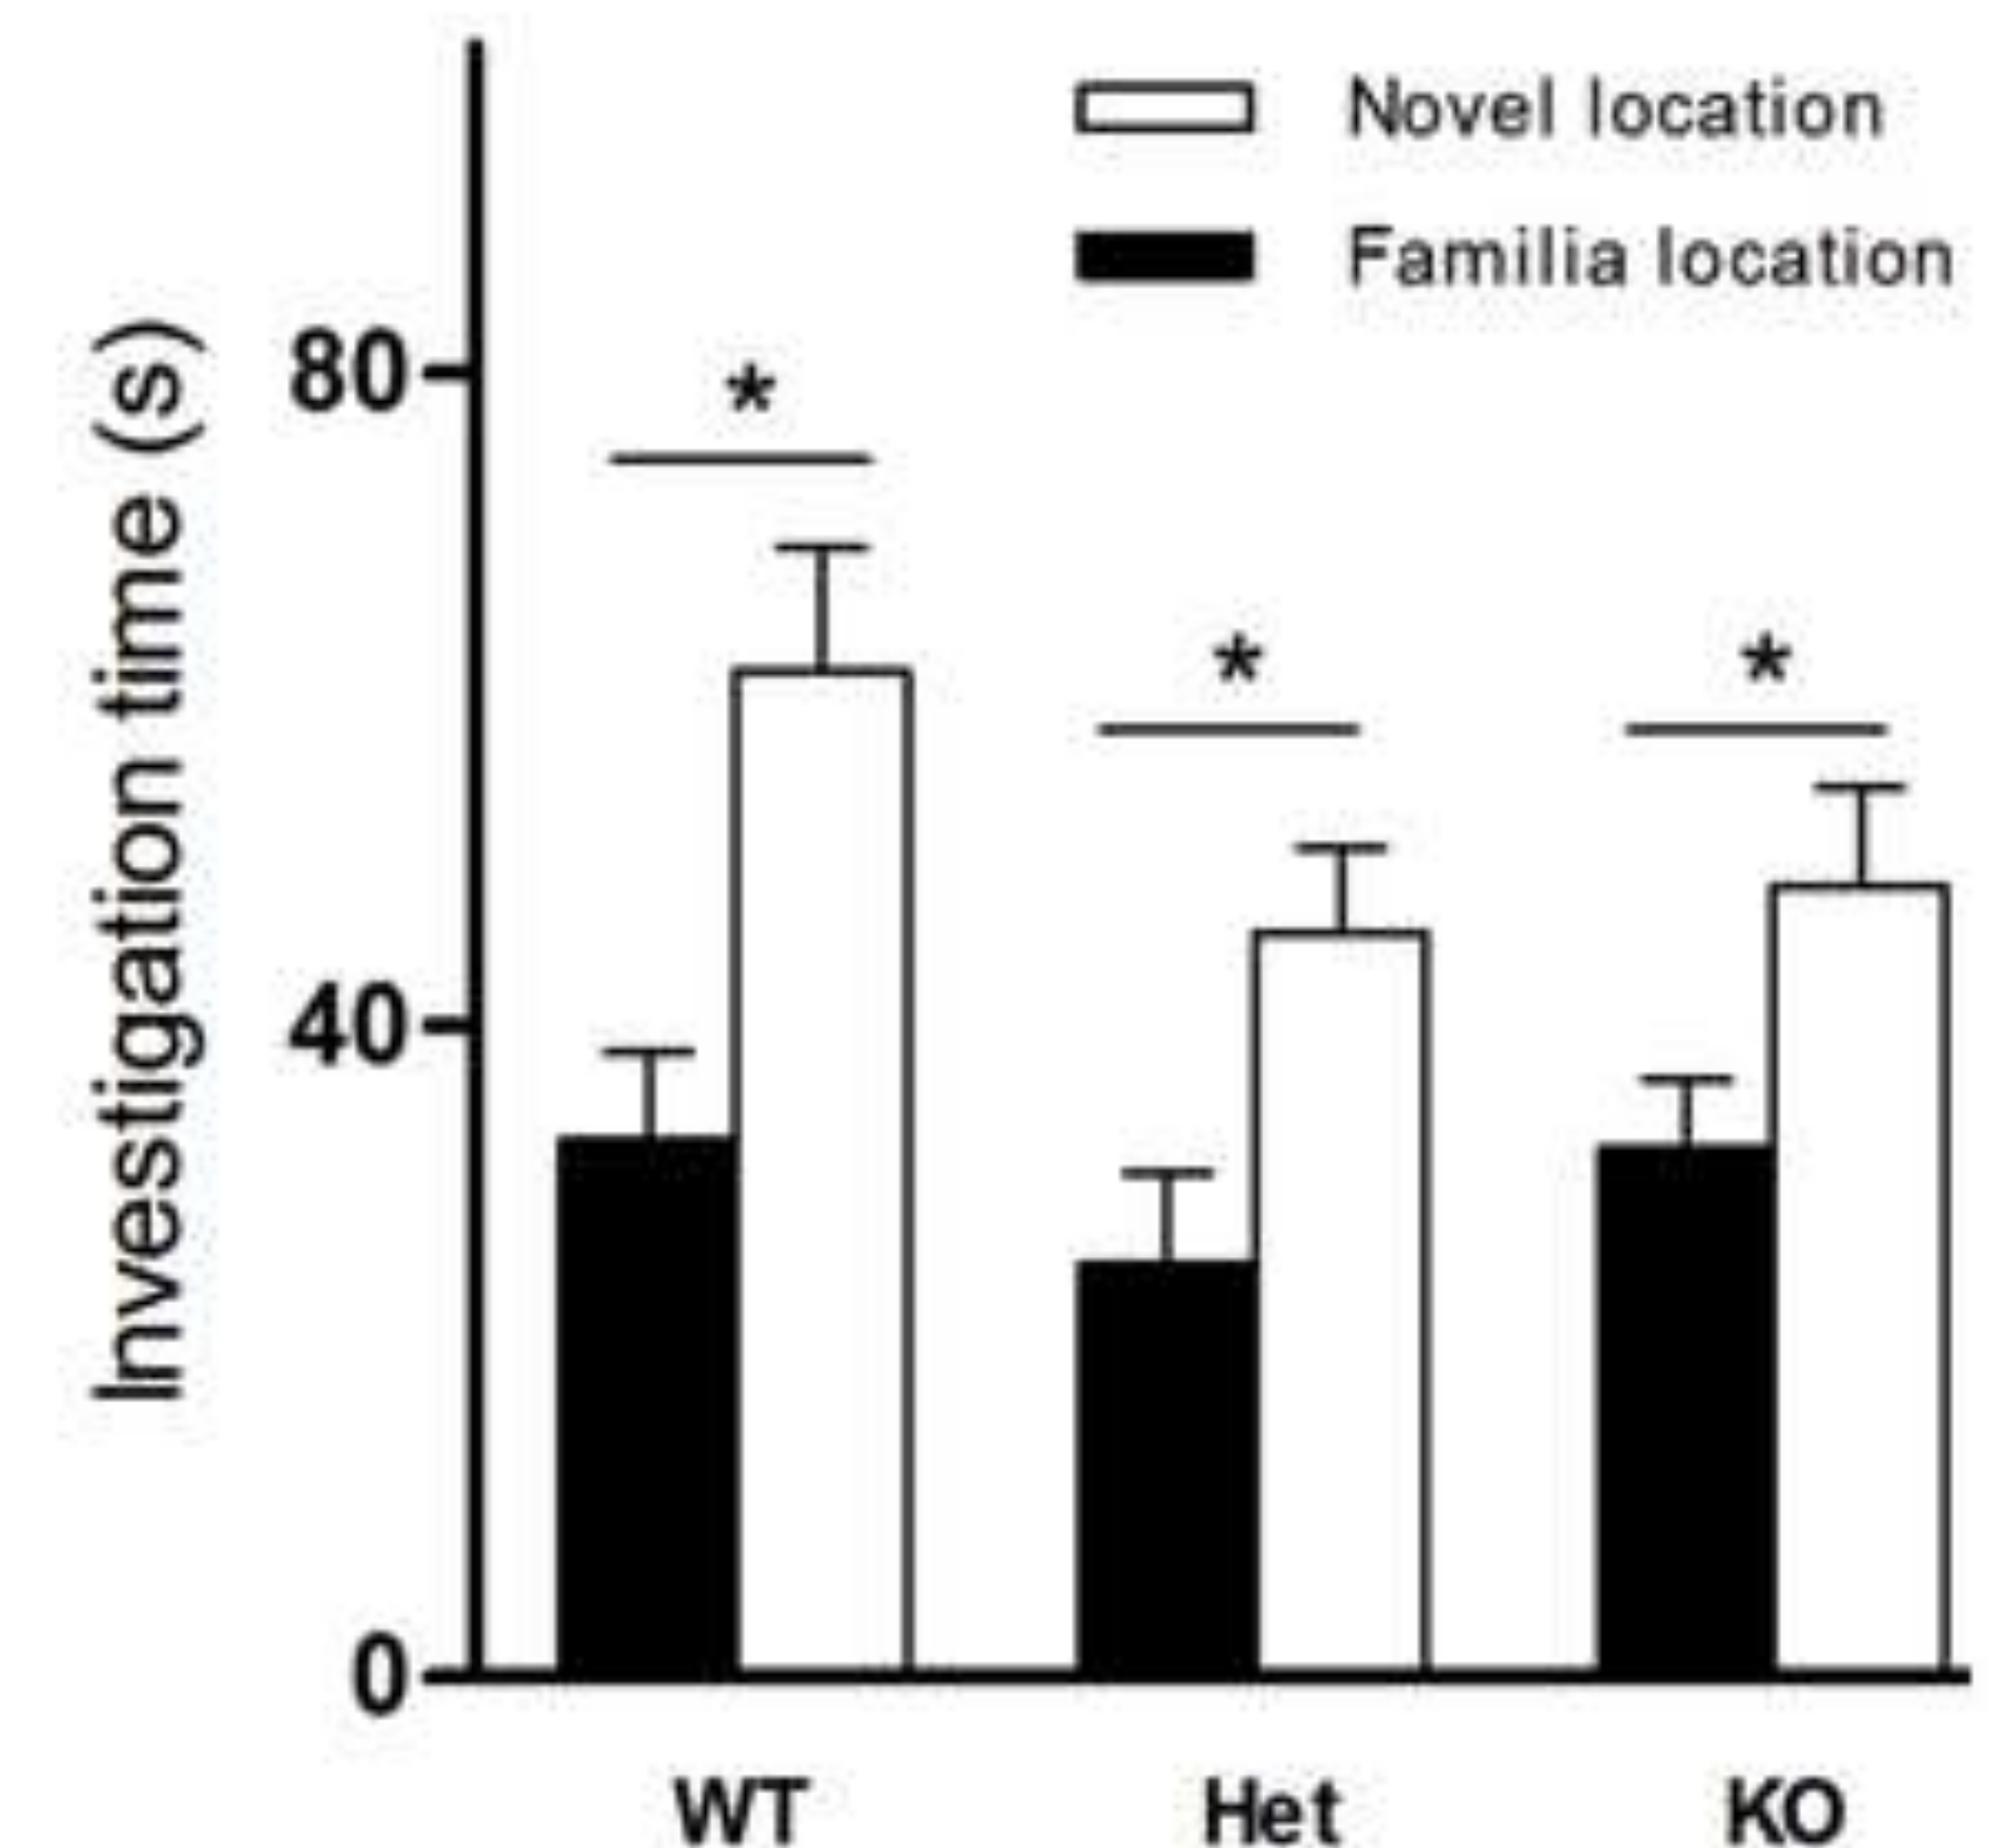 Novel location
Familia location
Investigation time (s)
80
*
*
*
40
0
WT Het KO